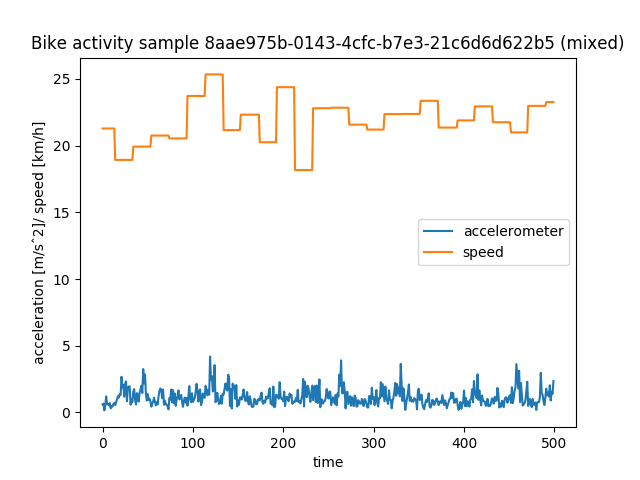 Bike activity sample 8aae975b-0143-4cfc-b7e3-21c6d6d622b5 (mixed)
acceleration [m/s^2]/ speed [km/h]
25
20
15
10
5
0
accelerometer
speed
0 100 200 300 400 500
time